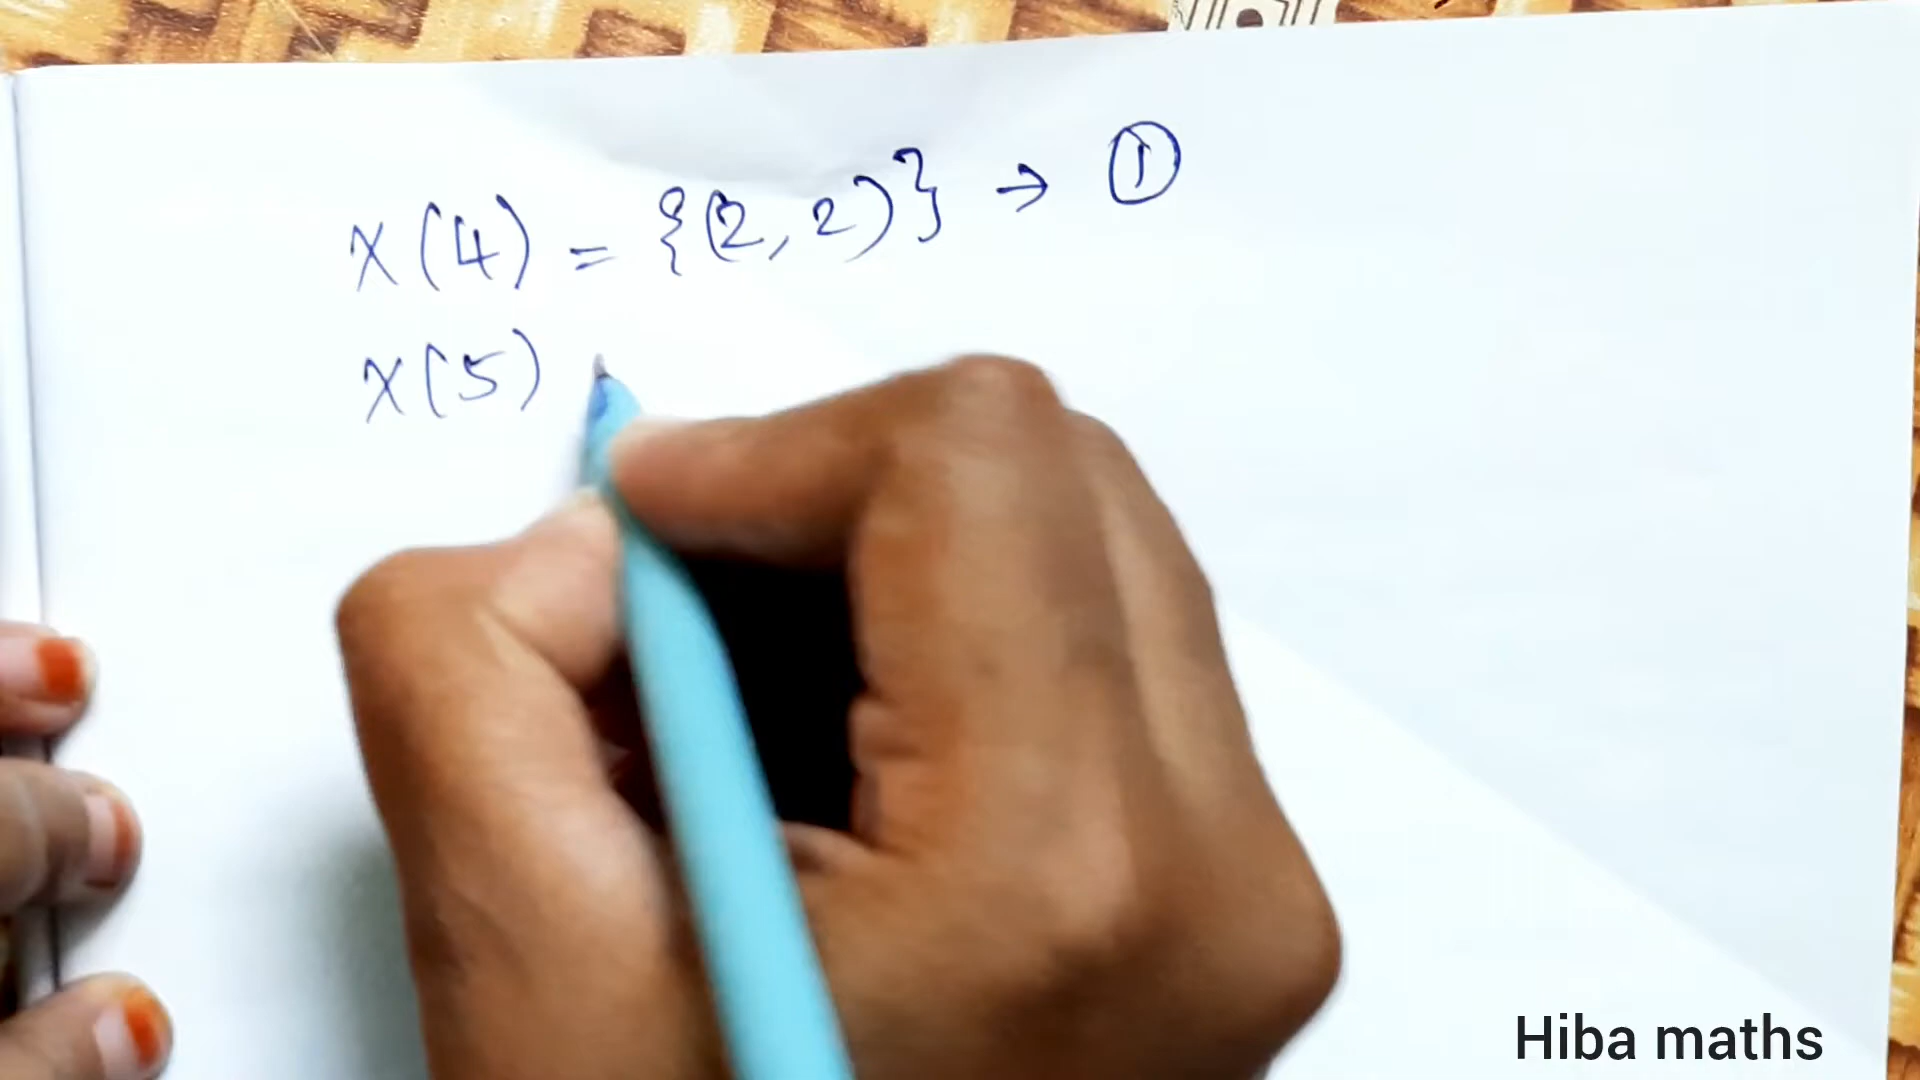 X(4) = {(2,2)} → ①
X(5)
Hiba maths